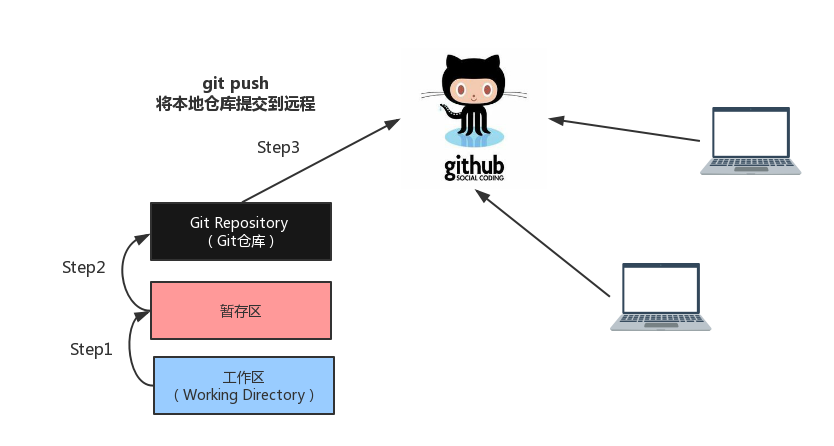 git push
将本地仓库提交到远程
Step3
github
SOCIAL CODING
Git Repository
（Git仓库）
Step2
暂存区
Step1
工作区
（Working Directory）